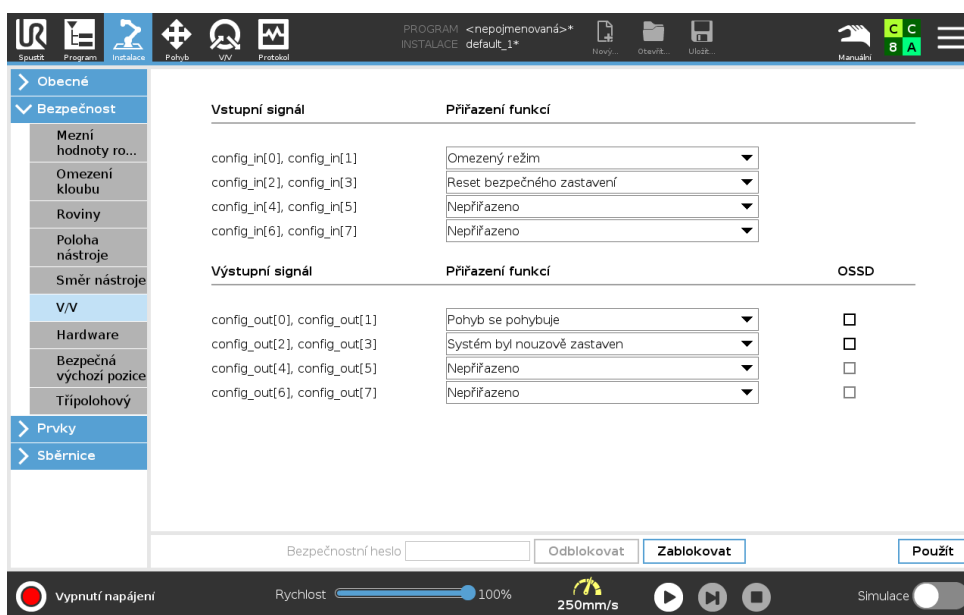 UR
PROGRAM <nepojmenovaná>*
INSTALACE default_1*
Spustit Program Instalace Pohyb V/V Protokol Nový... Otevřít... Uložit... Manuální
C C
8 A
Obecné
Bezpečnost
Mezní
hodnoty ro...
Omezení
kloubu
Roviny
Poloha
nástroje
Směr nástroje
V/V
Hardware
Bezpečná
výchozí pozice
Třípolohový
Prvky
Sběrnice
Vstupní signál Přiřazení funkcí
config_in[0], config_in[1] Omezený režim
config_in[2], config_in[3] Reset bezpečného zastavení
config_in[4], config_in[5] Nepřiřazeno
config_in[6], config_in[7] Nepřiřazeno
Výstupní signál Přiřazení funkcí OSSD
config_out[0], config_out[1] Pohyb se pohybuje
config_out[2], config_out[3] Systém byl nouzově zastaven
config_out[4], config_out[5] Nepřiřazeno
config_out[6], config_out[7] Nepřiřazeno
Bezpečnostní heslo Odblokovat Zablokovat Použít
Vypnutí napájení Rychlost 100% 250mm/s Simulace